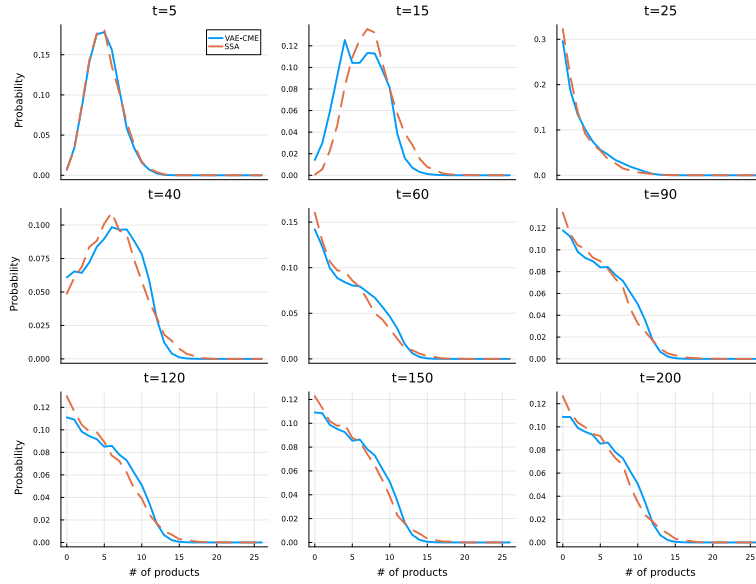 t=5
t=15
t=25
VAE-CME
SSA
Probability
0.15
0.10
0.05
0.00
0.12
0.10
0.08
0.06
0.04
0.02
0.00
0.3
0.2
0.1
0.0
t=40
t=60
t=90
Probability
0.100
0.075
0.050
0.025
0.000
0.15
0.10
0.05
0.00
0.12
0.10
0.08
0.06
0.04
0.02
0.00
t=120
t=150
t=200
Probability
0.12
0.10
0.08
0.06
0.04
0.02
0.00
0.12
0.10
0.08
0.06
0.04
0.02
0.00
0.12
0.10
0.08
0.06
0.04
0.02
0.00
0 5 10 15 20 25
0 5 10 15 20 25
0 5 10 15 20 25
# of products
# of products
# of products